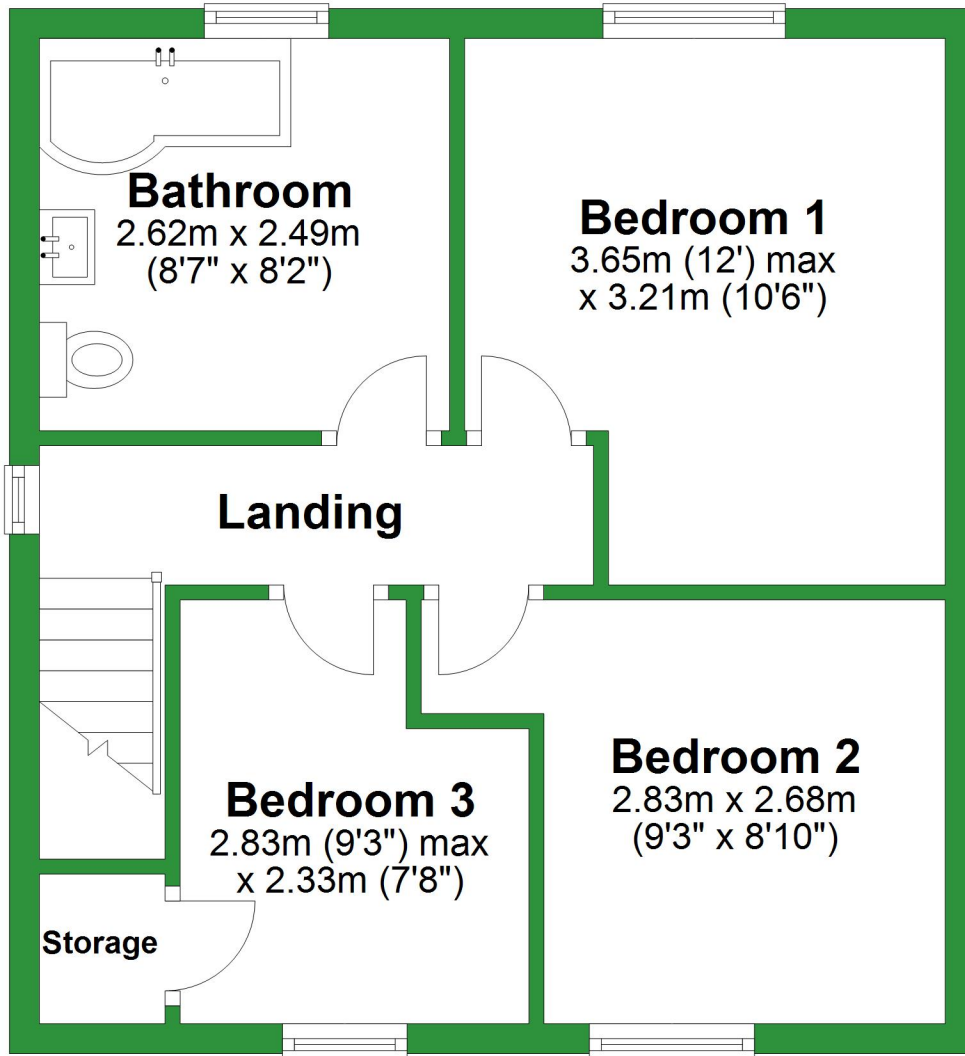 Bathroom
2.62m x 2.49m
(8'7" x 8'2")
Bedroom 1
3.65m (12') max
x 3.21m (10'6")
Landing
Bedroom 2
2.83m x 2.68m
(9'3" x 8'10")
Bedroom 3
2.83m (9'3") max
x 2.33m (7'8")
Storage